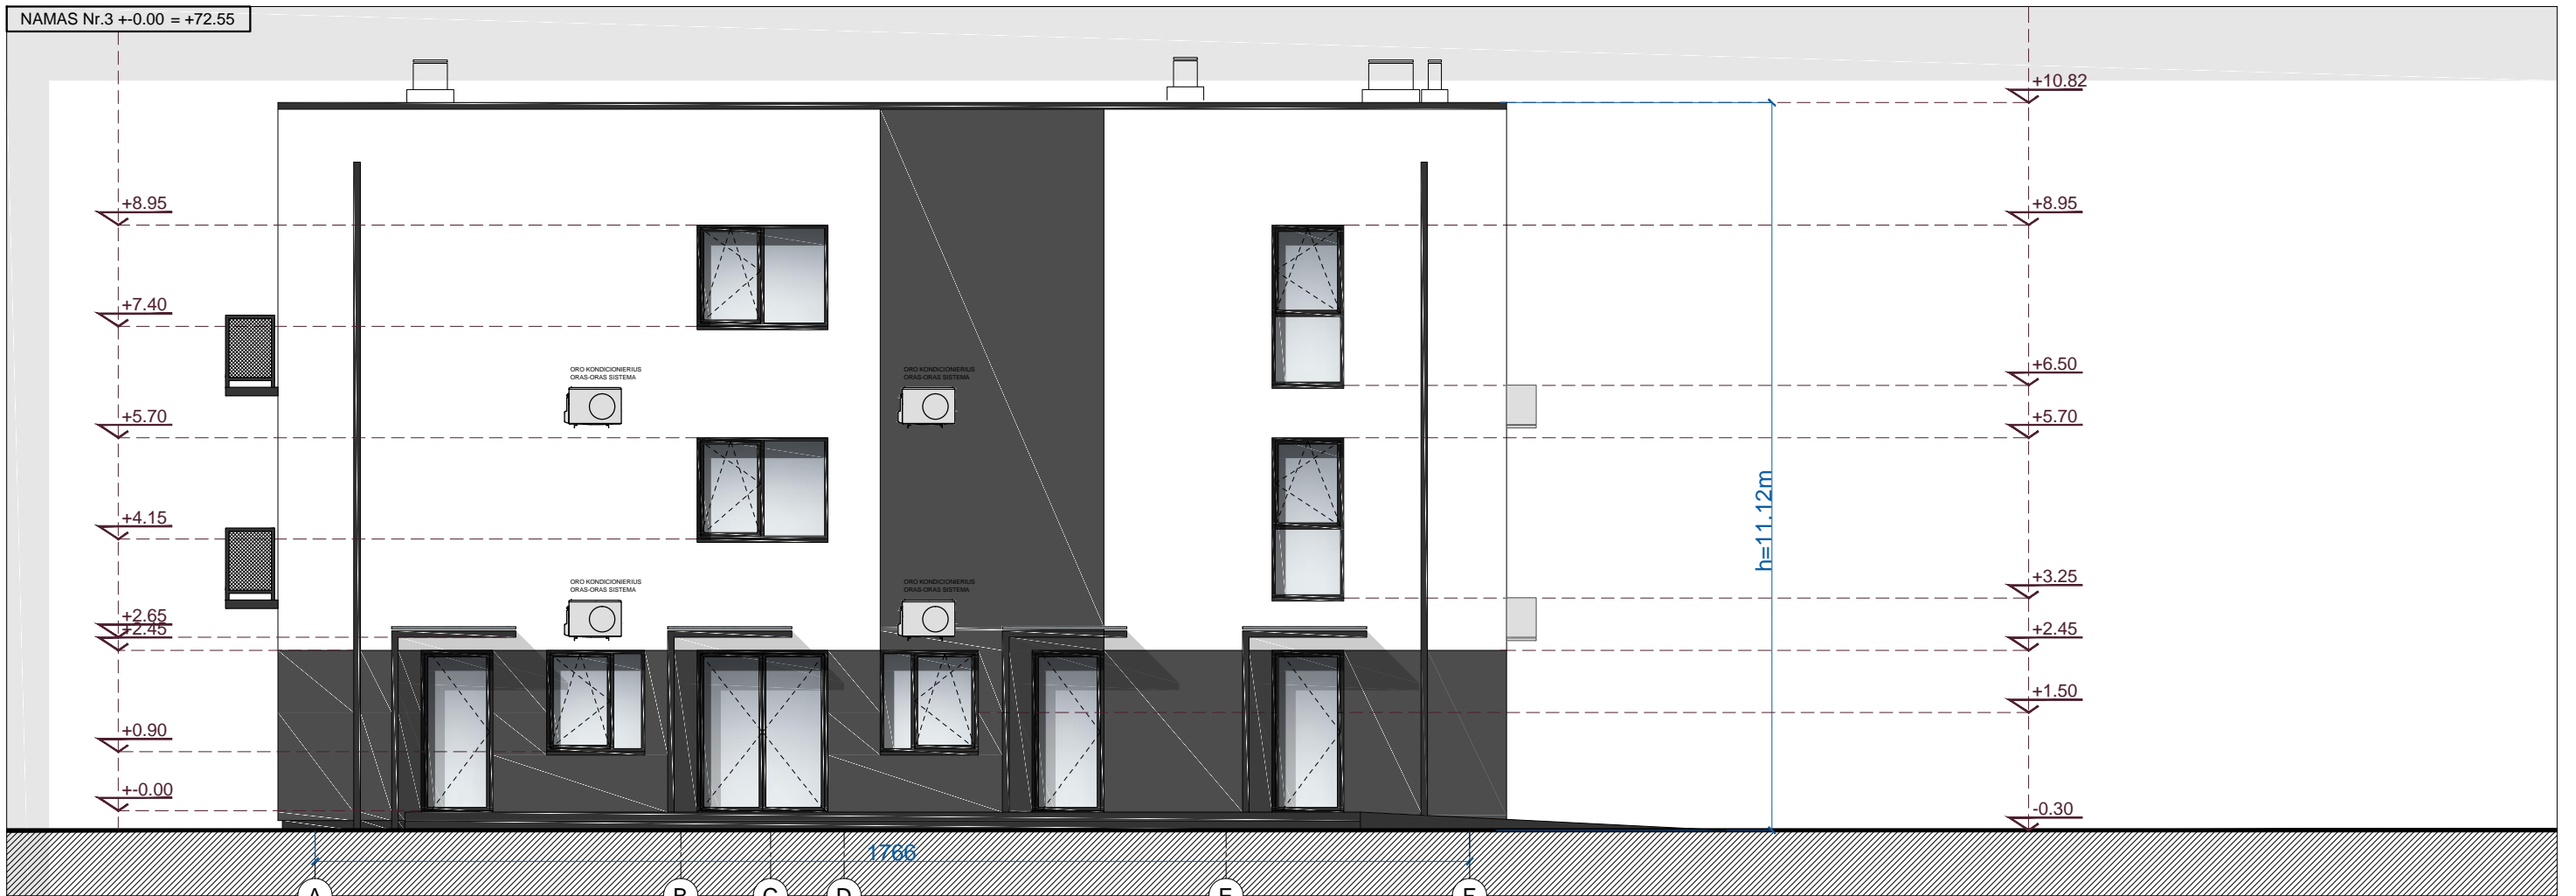 NAMAS Nr.3 +-0.00 = +72.55
+10.82
+8.95
+8.95
+7.40
ORO KONDICIONIERIUS
ORAS-ORAS SISTEMA
ORO KONDICIONIERIUS
ORAS-ORAS SISTEMA
+6.50
+5.70
+5.70
h=11.12m
+4.15
ORO KONDICIONIERIUS
ORAS-ORAS SISTEMA
ORO KONDICIONIERIUS
ORAS-ORAS SISTEMA
+3.25
+2.65
+2.45
+2.45
+1.50
+0.90
+-0.00
-0.30
1766
A
B
C
D